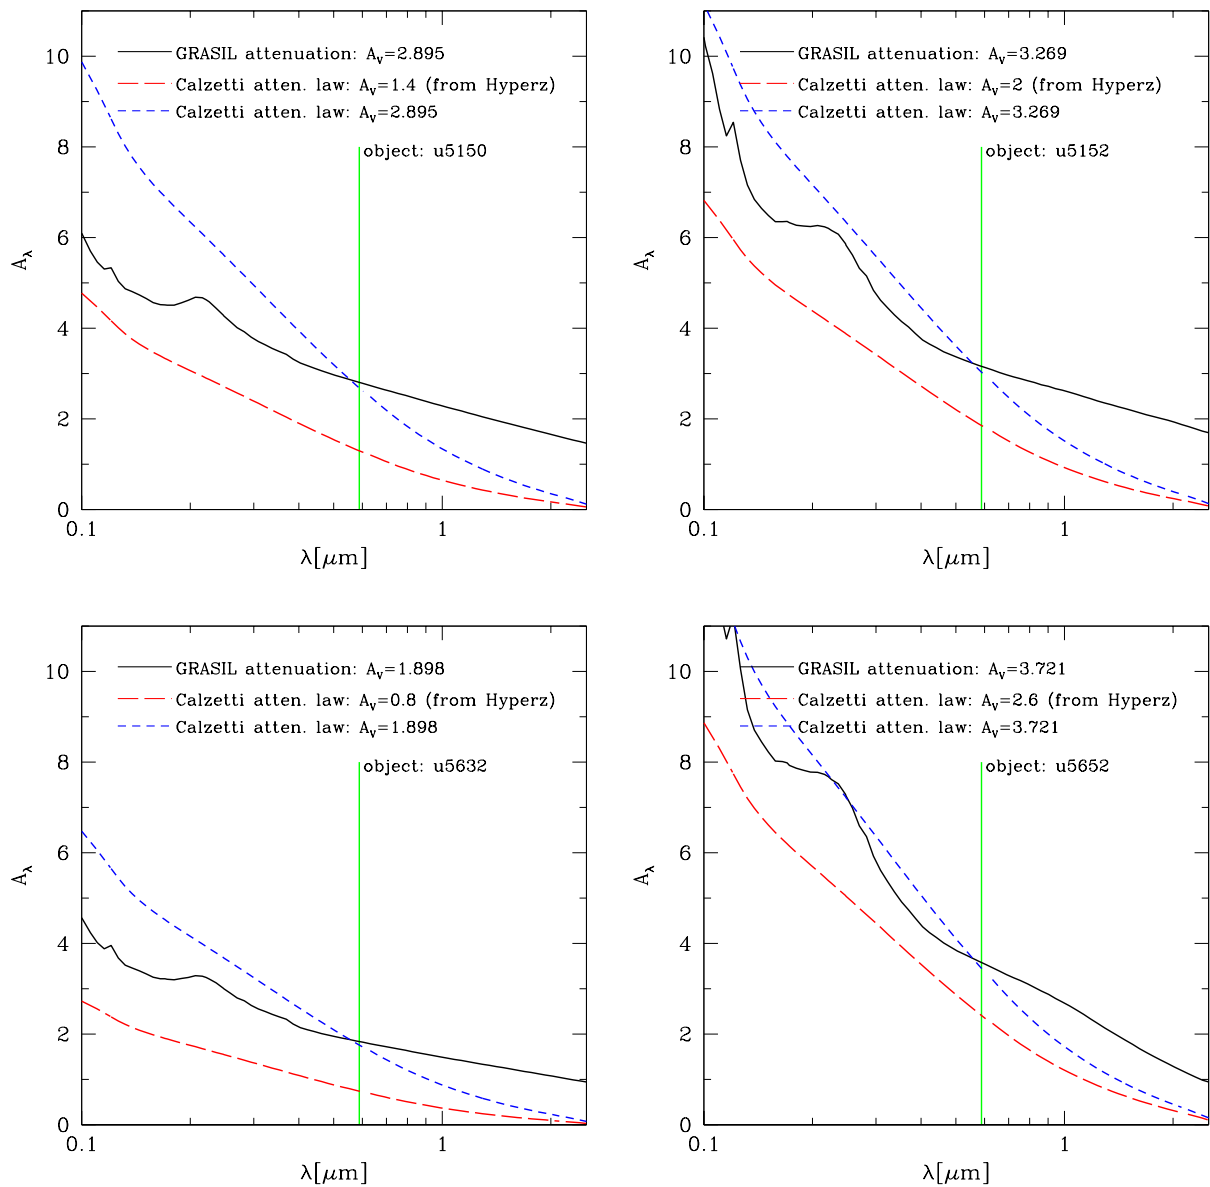 10
8
6
4
2
0
A_λ
GRASIL attenuation: A_V=2.895
Calzetti atten. law: A_V=1.4 (from Hyperz)
Calzetti atten. law: A_V=2.895
object: u5150
0.1
1
λ[μm]
10
8
6
4
2
0
A_λ
GRASIL attenuation: A_V=3.269
Calzetti atten. law: A_V=2 (from Hyperz)
Calzetti atten. law: A_V=3.269
object: u5152
0.1
1
λ[μm]
10
8
6
4
2
0
A_λ
GRASIL attenuation: A_V=1.898
Calzetti atten. law: A_V=0.8 (from Hyperz)
Calzetti atten. law: A_V=1.898
object: u5632
0.1
1
λ[μm]
10
8
6
4
2
0
A_λ
GRASIL attenuation: A_V=3.721
Calzetti atten. law: A_V=2.6 (from Hyperz)
Calzetti atten. law: A_V=3.721
object: u5652
0.1
1
λ[μm]